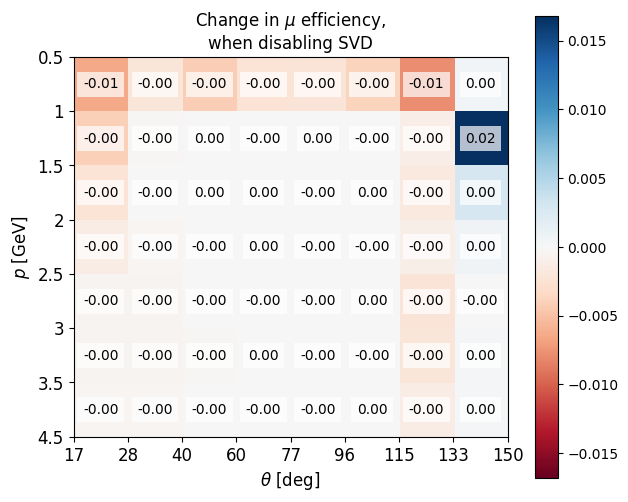 Change in μ efficiency,
when disabling SVD
0.5
-0.01 -0.00 -0.00 -0.00 -0.00 -0.00 -0.01 0.00
1
-0.00 -0.00 0.00 -0.00 0.00 -0.00 -0.00 0.02
1.5
-0.00 -0.00 0.00 0.00 -0.00 0.00 -0.00 0.00
2
-0.00 -0.00 -0.00 0.00 -0.00 0.00 -0.00 0.00
2.5
-0.00 -0.00 -0.00 -0.00 -0.00 0.00 -0.00 -0.00
3
-0.00 -0.00 -0.00 0.00 -0.00 0.00 -0.00 0.00
3.5
-0.00 -0.00 -0.00 0.00 -0.00 0.00 -0.00 0.00
4.5
17 28 40 60 77 96 115 133 150
θ [deg]
p [GeV]
0.015
0.010
0.005
0.000
−0.005
−0.010
−0.015